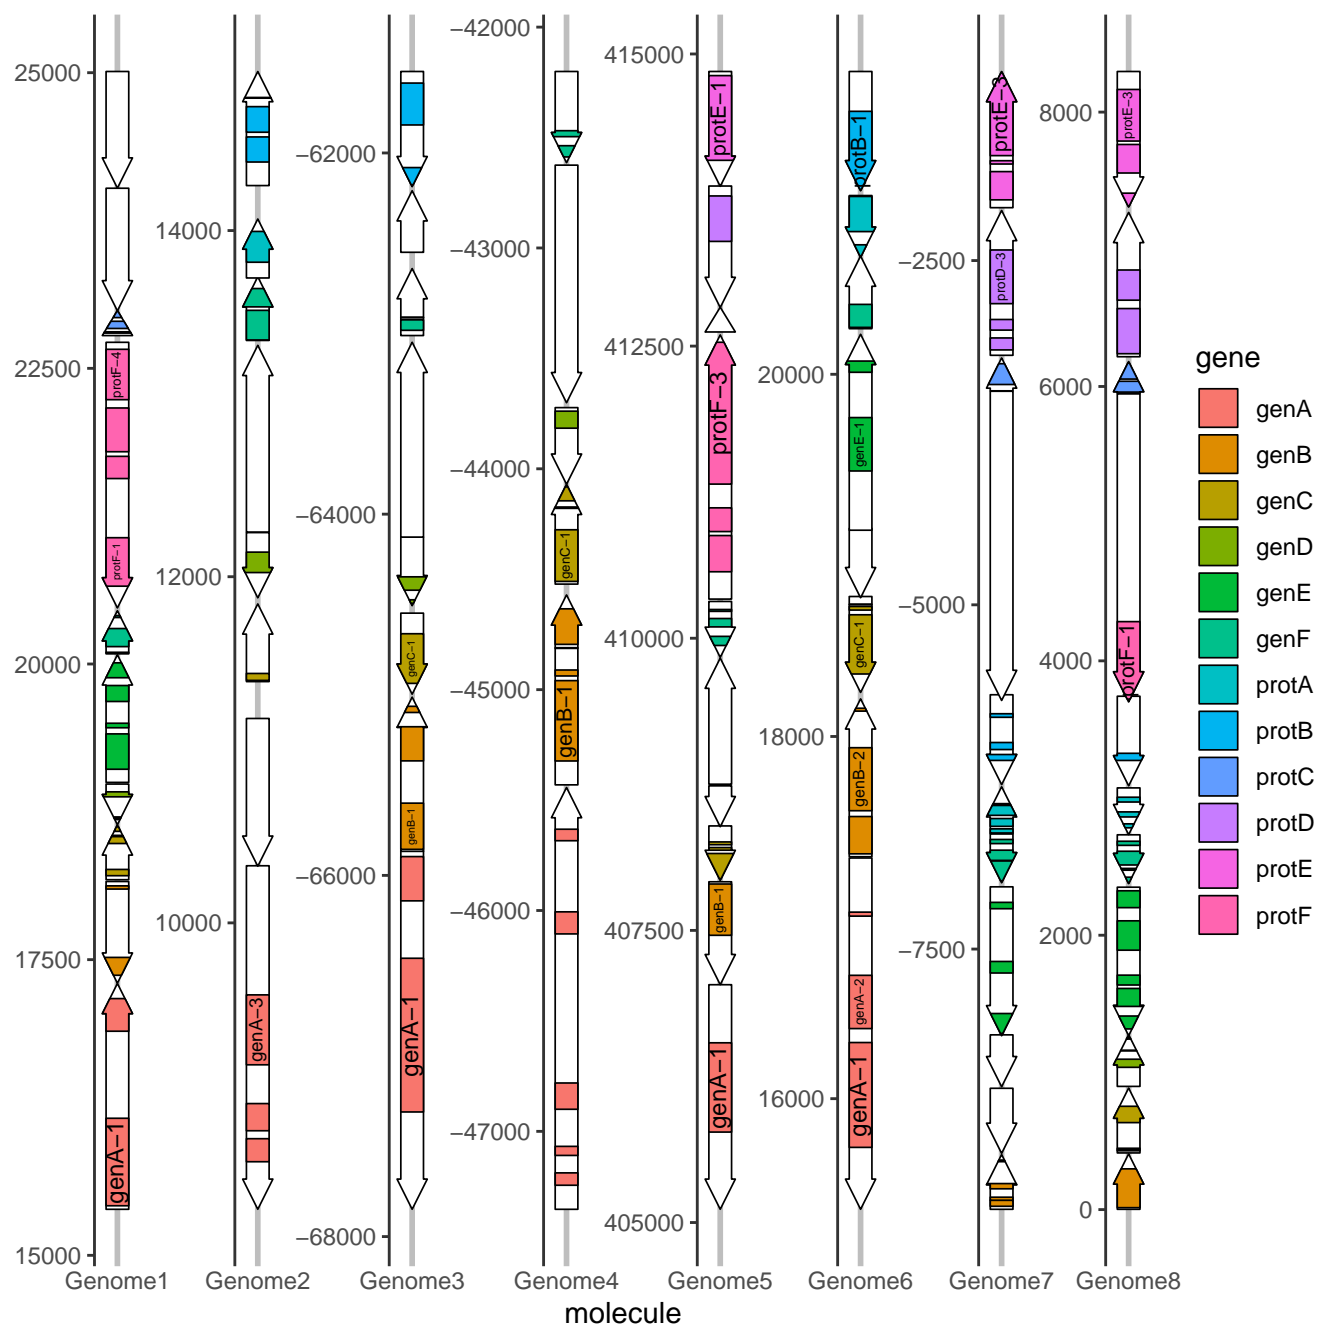 25000
22500
20000
17500
15000
protF−4
protF−1
genA−1
Genome1
14000
12000
10000
genA−3
Genome2
−62000
−64000
−66000
−68000
genC−1
genB−1
genA−1
Genome3
−42000
−43000
−44000
−45000
−46000
−47000
genC−1
genB−1
Genome4
415000
412500
410000
407500
405000
protE−1
protF−3
genB−1
genA−1
Genome5
20000
18000
16000
protB−1
genE−1
genC−1
genB−2
genA−2
genA−1
Genome6
−2500
−5000
−7500
protE−3
protD−3
Genome7
8000
6000
4000
2000
0
protE−3
protF−1
Genome8
molecule
gene
genA
genB
genC
genD
genE
genF
protA
protB
protC
protD
protE
protF